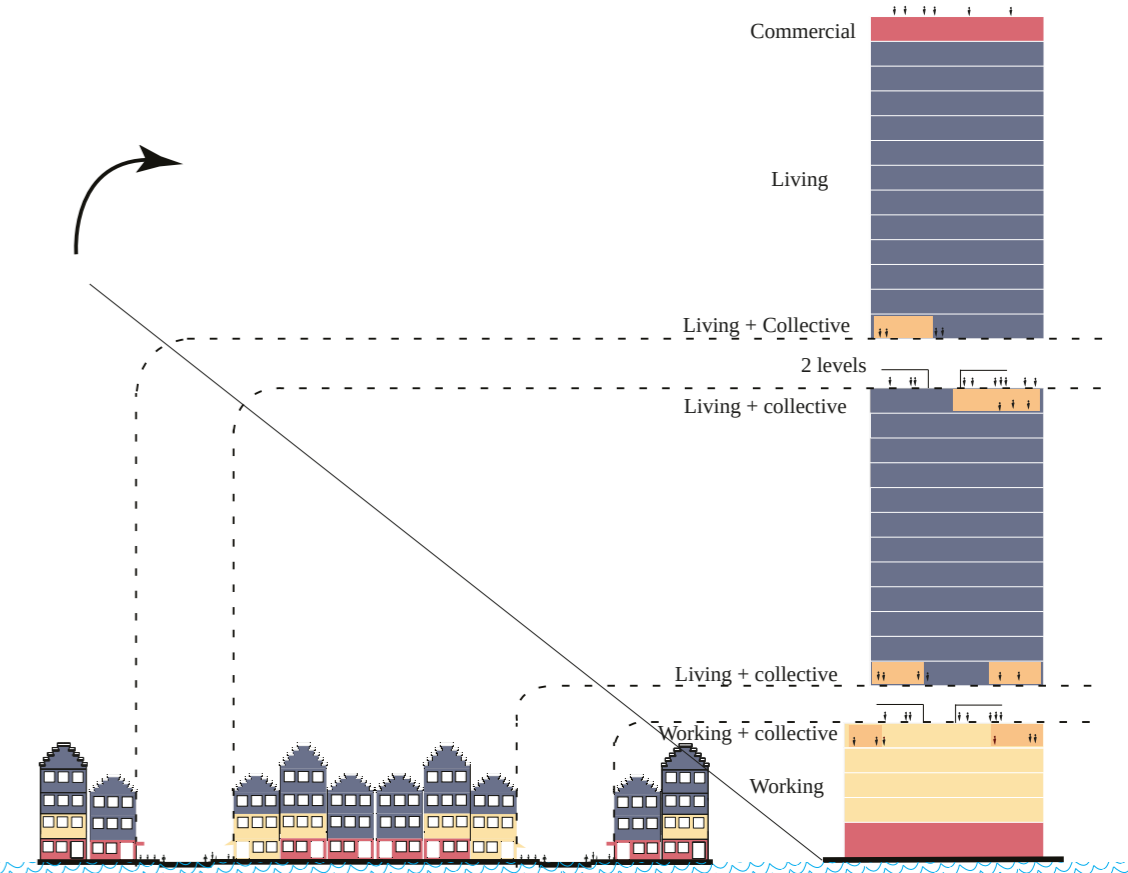 Commercial
Living
Living + Collective
2 levels
Living + collective
Living + collective
Working + collective
Working